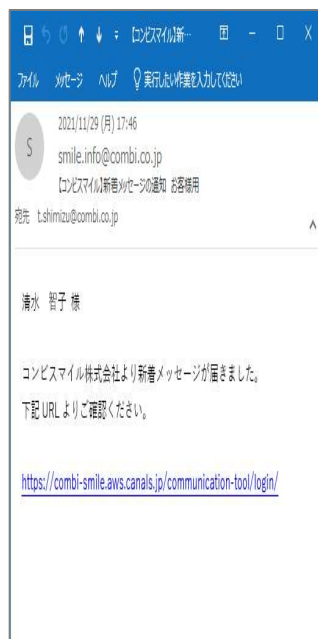 【コンビスマイル】新…
ファイル メッセージ ヘルプ 実行したい作業を入力してください
S
2021/11/29 (月) 17:46
smile.info@combi.co.jp
【コンビスマイル】新着メッセージの通知 お客様用
宛先 t.shimizu@combi.co.jp
清水 智子 様
コンビスマイル株式会社より新着メッセージが届きました。
下記 URL よりご確認ください。
https://combi-smile.aws.canals.jp/communication-tool/login/